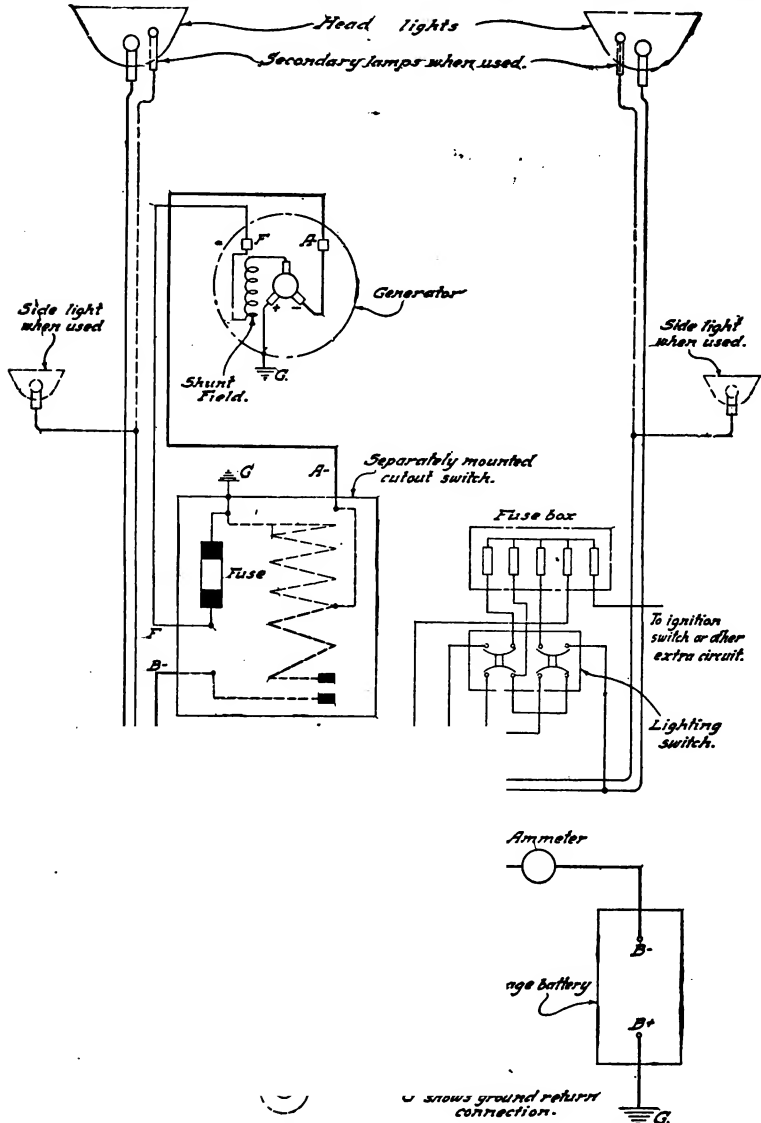 Head lights
Secondary lamps when used.
F
A-
+ -
Generator
G.
Shunt
Field.
Side light
when used
Side light
when used.
G
A-
Separately mounted
cutout switch.
Fuse
F
B-
Fuse box
To ignition
switch or other
extra circuit.
Lighting
switch.
Ammeter
B-
age battery
B+
shows ground return
connection.
G.